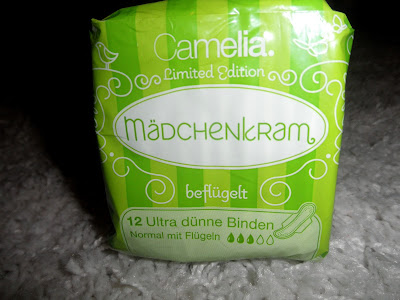 Camelia.
Limited Edition
MÄDCHENKRAM
beflügelt
12 Ultra dünne Binden
Normal mit Flügeln